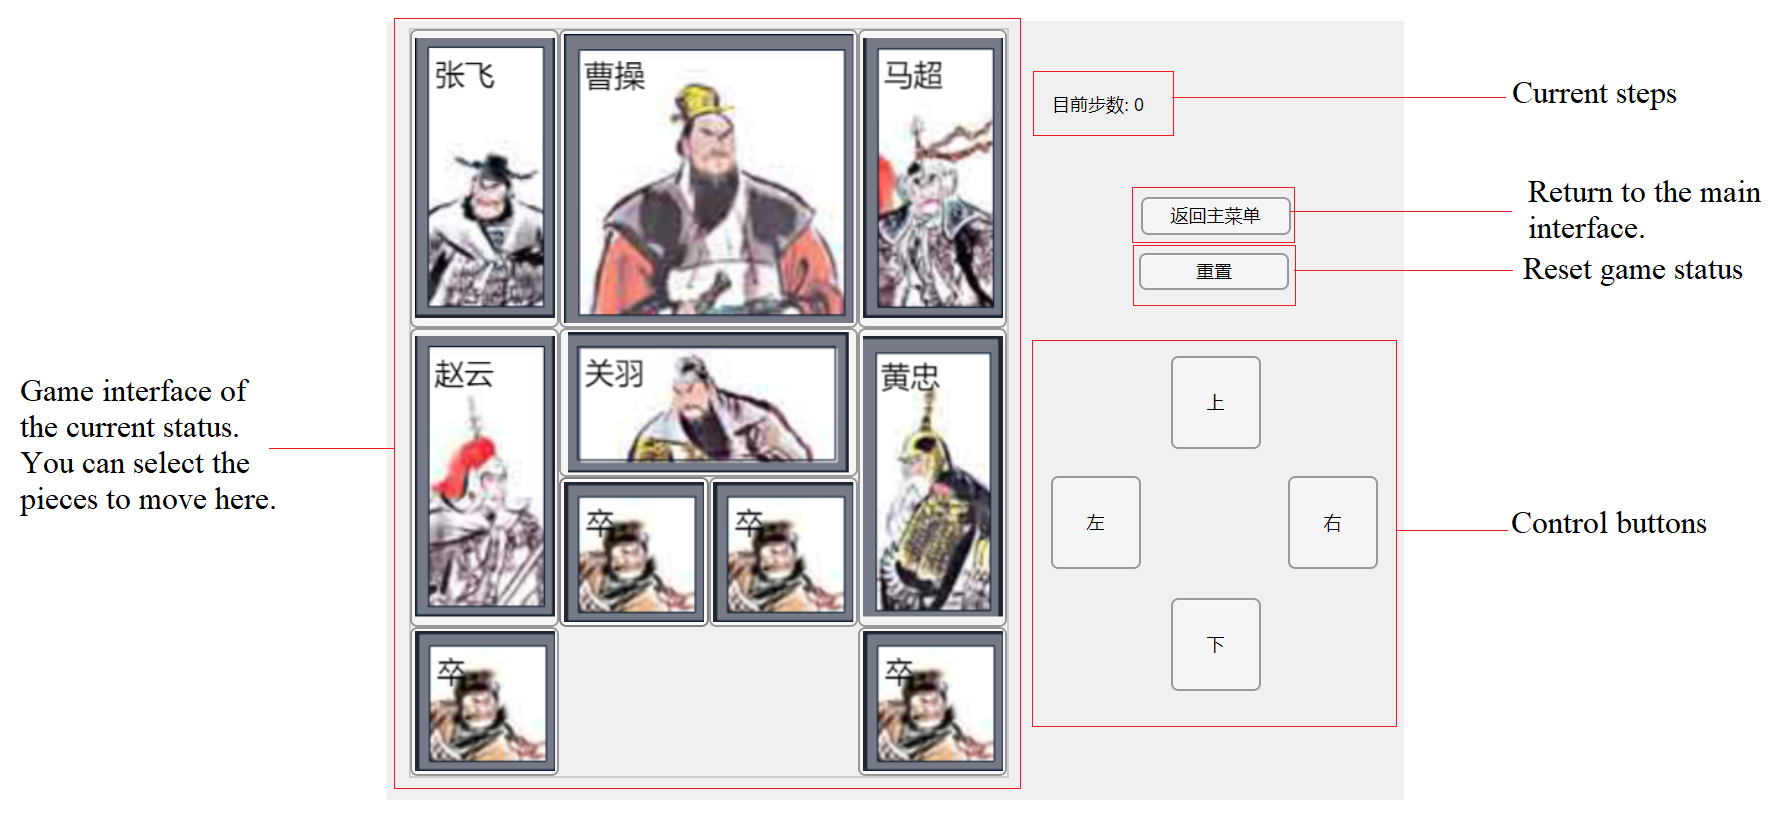 Game interface of
the current status.
You can select the
pieces to move here.
张飞
曹操
马超
赵云
关羽
黄忠
卒
卒
卒
卒
目前步数: 0
Current steps
返回主菜单
Return to the main
interface.
重置
Reset game status
上
左
右
下
Control buttons